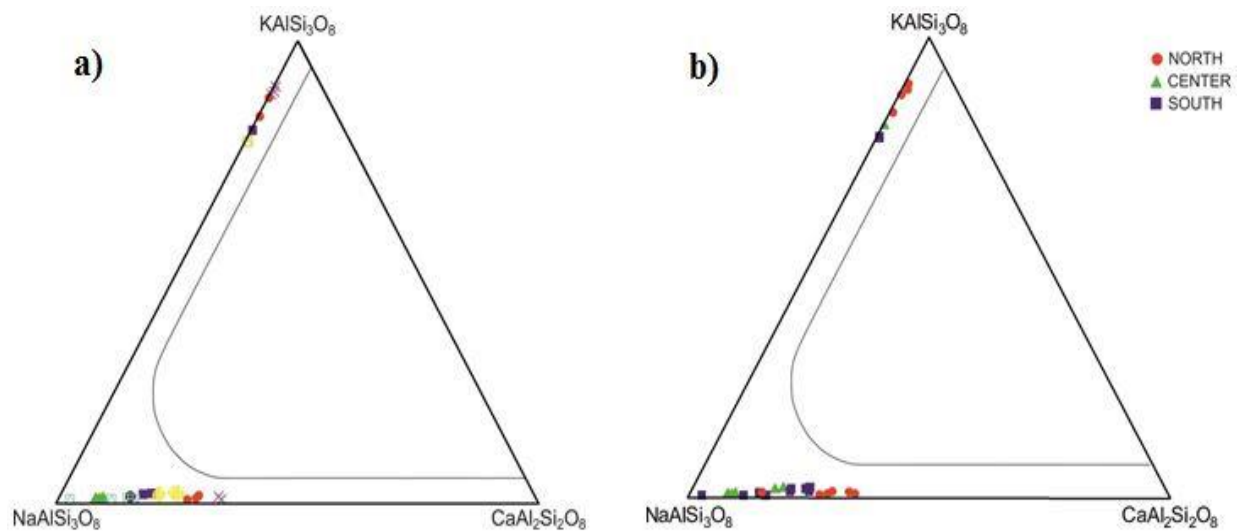 KAlSi₃O₈
a)
NaAlSi₃O₈
CaAl₂Si₂O₈
KAlSi₃O₈
b)
NORTH
CENTER
SOUTH
NaAlSi₃O₈
CaAl₂Si₂O₈